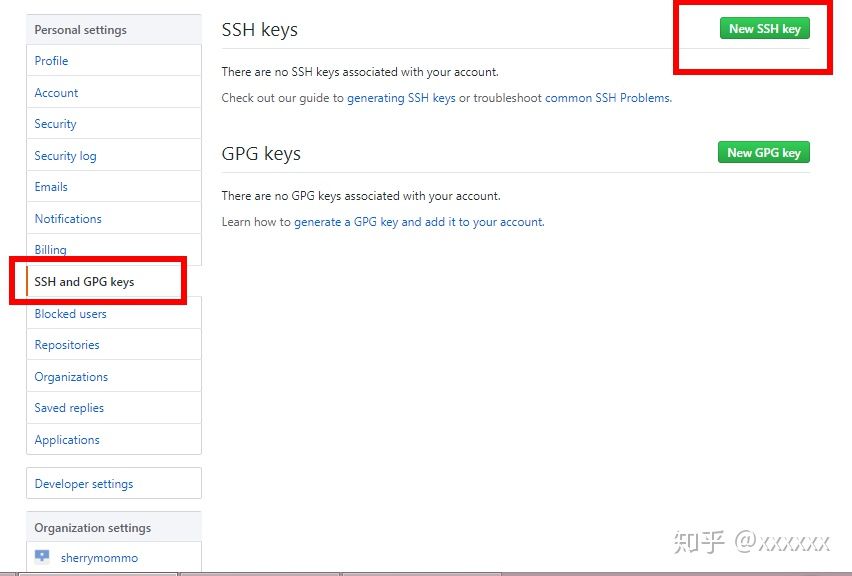 Personal settings
Profile
Account
Security
Security log
Emails
Notifications
Billing
SSH and GPG keys
Blocked users
Repositories
Organizations
Saved replies
Applications
Developer settings
Organization settings
sherrymommo
SSH keys
New SSH key
There are no SSH keys associated with your account.
Check out our guide to generating SSH keys or troubleshoot common SSH Problems.
GPG keys
New GPG key
There are no GPG keys associated with your account.
Learn how to generate a GPG key and add it to your account.
知乎 @xxxxxx